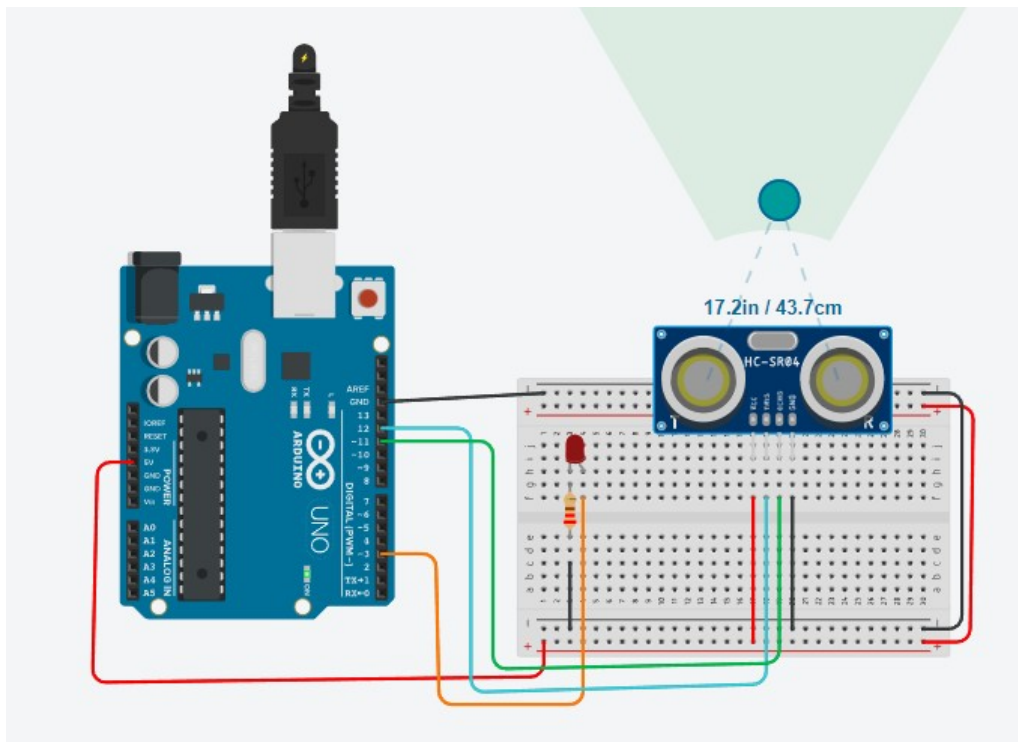 17.2in / 43.7cm
HC-SR04
VCC
TRIG
ECHO
GND
T
R
AREF
GND
13
12
~11
~10
~9
8
7
~6
~5
4
~3
2
TX→1
RX←0
DIGITAL (PWM~)
RX
TX
L
ARDUINO
UNO
ON
IOREF
RESET
3.3V
5V
GND
GND
Vin
POWER
A0
A1
A2
A3
A4
A5
ANALOG IN
j
i
h
g
f
e
d
c
b
a